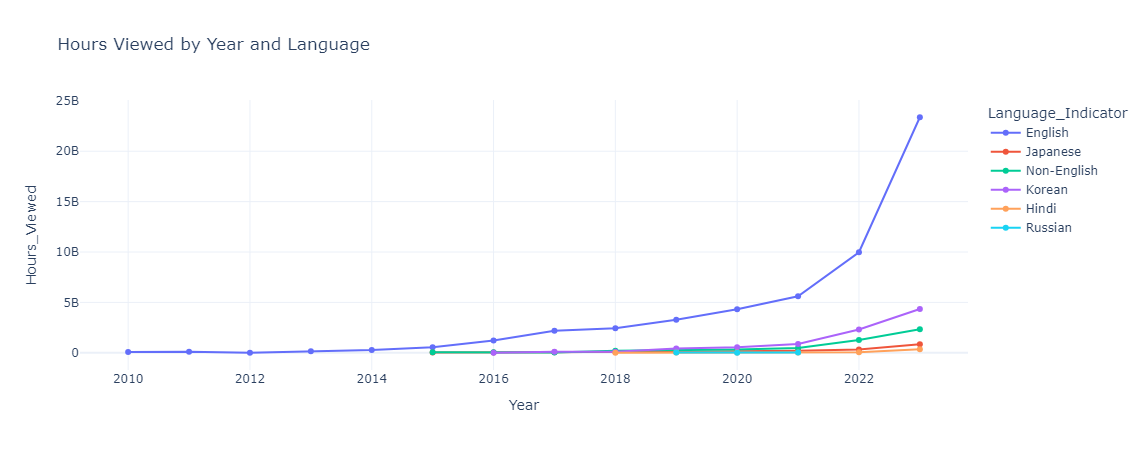 Hours Viewed by Year and Language
25B
20B
15B
10B
5B
0
Hours_Viewed
2010 2012 2014 2016 2018 2020 2022
Year
Language_Indicator
English
Japanese
Non-English
Korean
Hindi
Russian